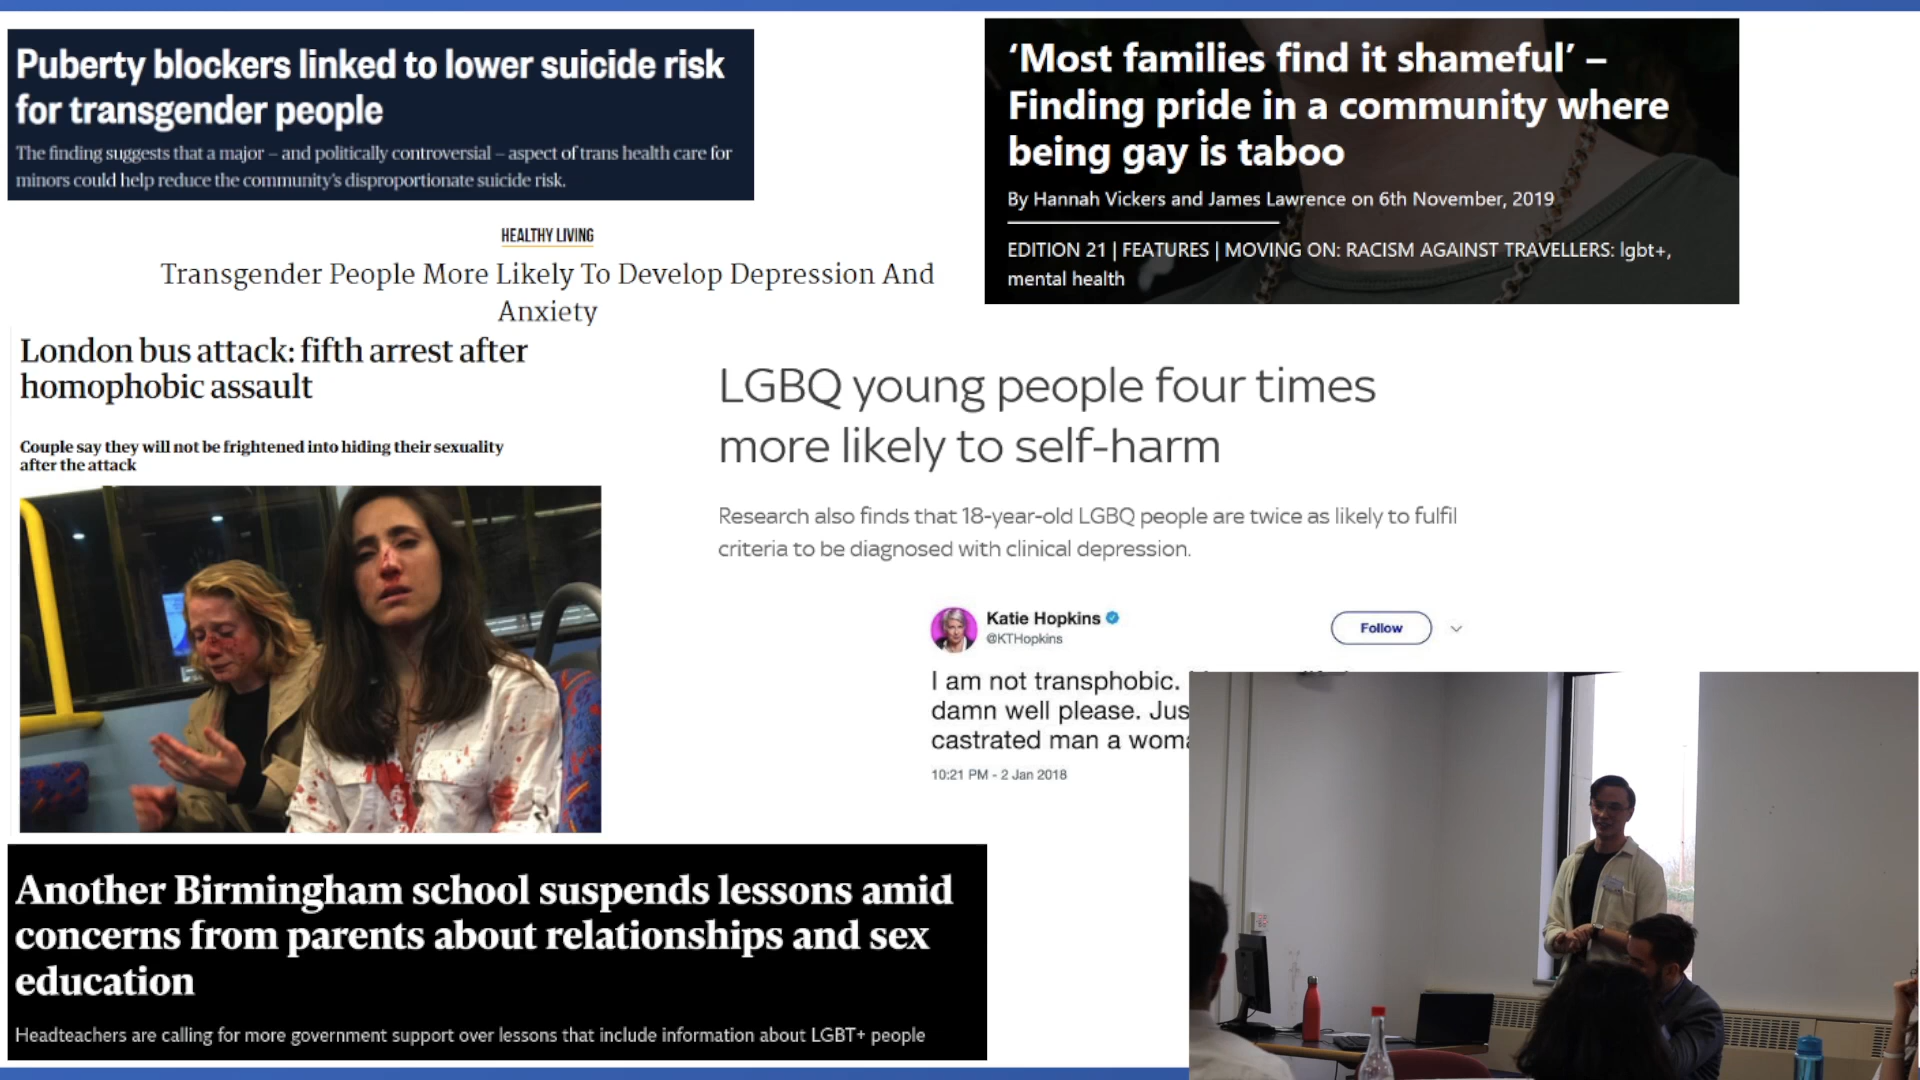 Puberty blockers linked to lower suicide risk
for transgender people
The finding suggests that a major – and politically controversial – aspect of trans health care for
minors could help reduce the community's disproportionate suicide risk.
‘Most families find it shameful’ –
Finding pride in a community where
being gay is taboo
By Hannah Vickers and James Lawrence on 6th November, 2019
EDITION 21 | FEATURES | MOVING ON: RACISM AGAINST TRAVELLERS: lgbt+,
mental health
HEALTHY LIVING
Transgender People More Likely To Develop Depression And
Anxiety
London bus attack: fifth arrest after
homophobic assault
Couple say they will not be frightened into hiding their sexuality
after the attack
LGBQ young people four times
more likely to self-harm
Research also finds that 18-year-old LGBQ people are twice as likely to fulfil
criteria to be diagnosed with clinical depression.
Katie Hopkins
@KTHopkins
Follow
I am not transphobic.
damn well please. Jus
castrated man a wom
10:21 PM - 2 Jan 2018
Another Birmingham school suspends lessons amid
concerns from parents about relationships and sex
education
Headteachers are calling for more government support over lessons that include information about LGBT+ people